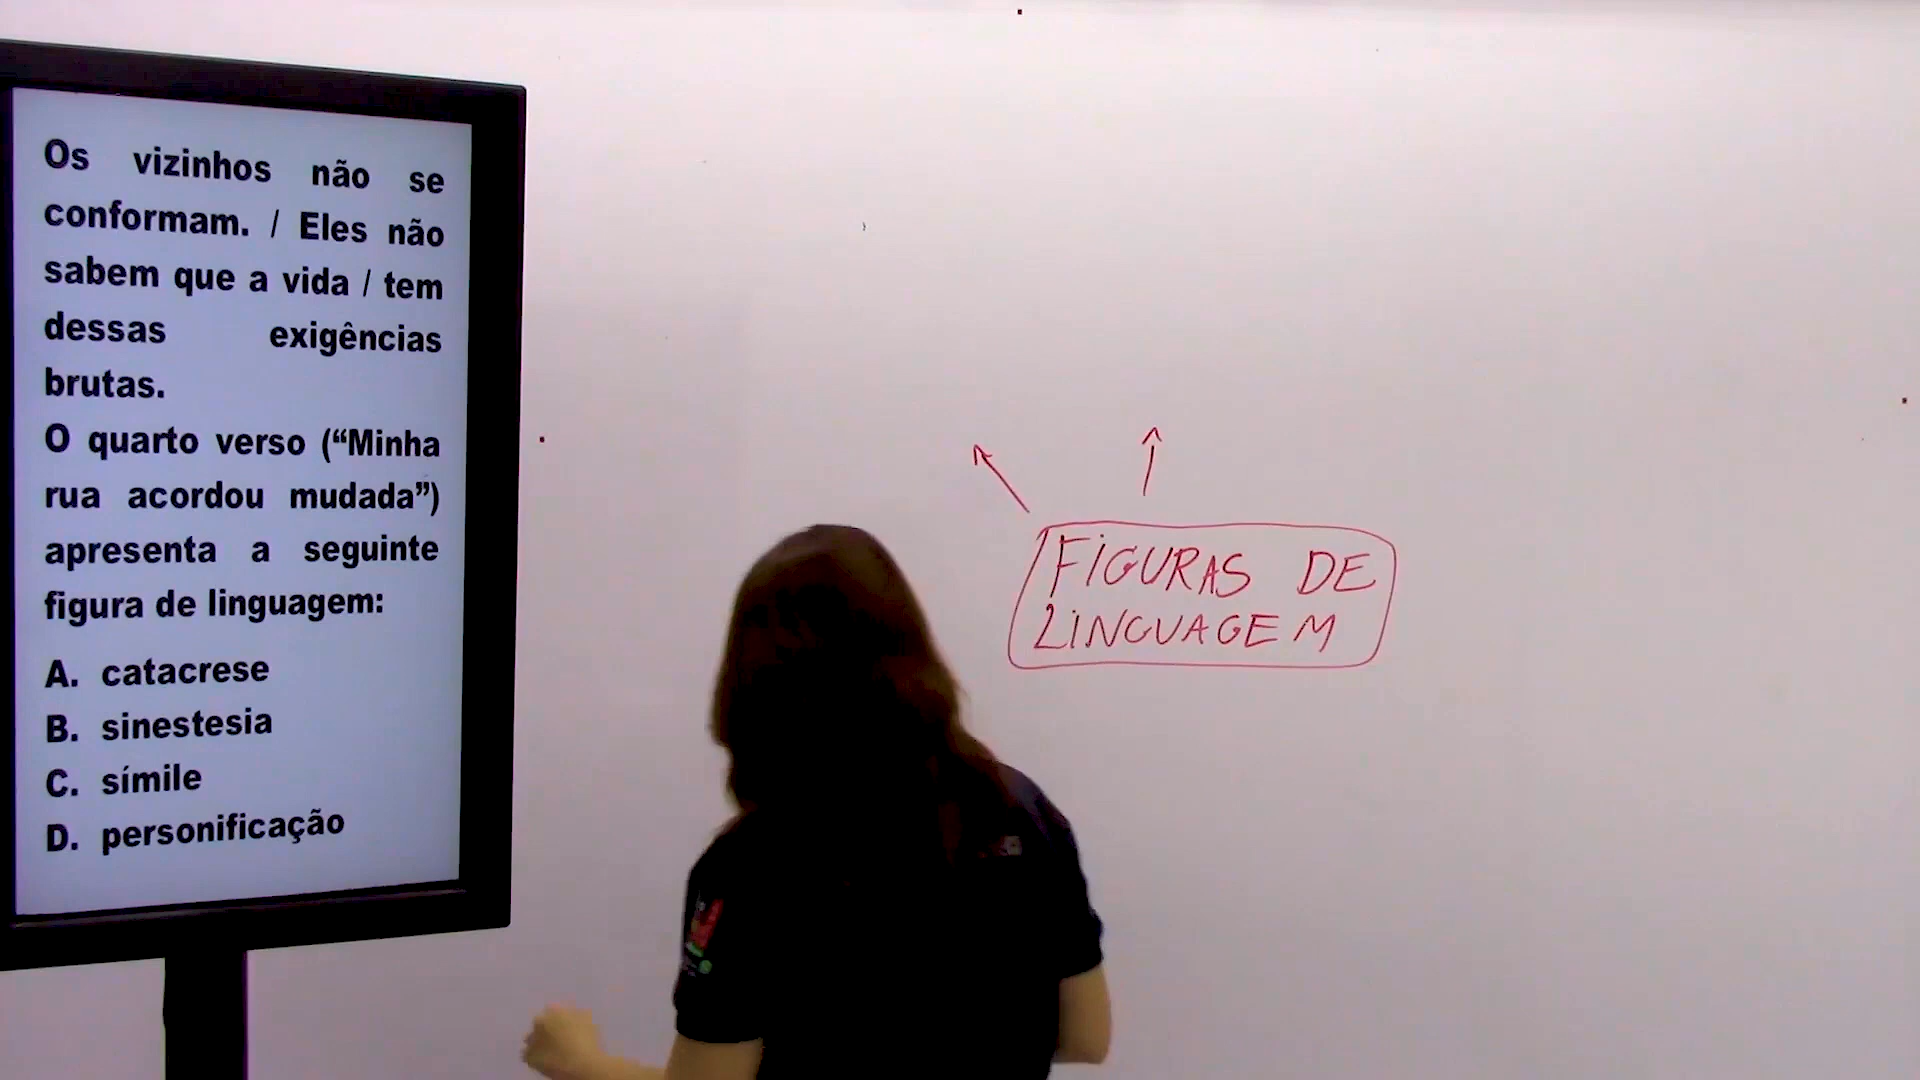 Os vizinhos não se
conformam. / Eles não
sabem que a vida / tem
dessas exigências
brutas.
O quarto verso (“Minha
rua acordou mudada”)
apresenta a seguinte
figura de linguagem:
A. catacrese
B. sinestesia
C. símile
D. personificação
FIGURAS DE
LINGUAGEM